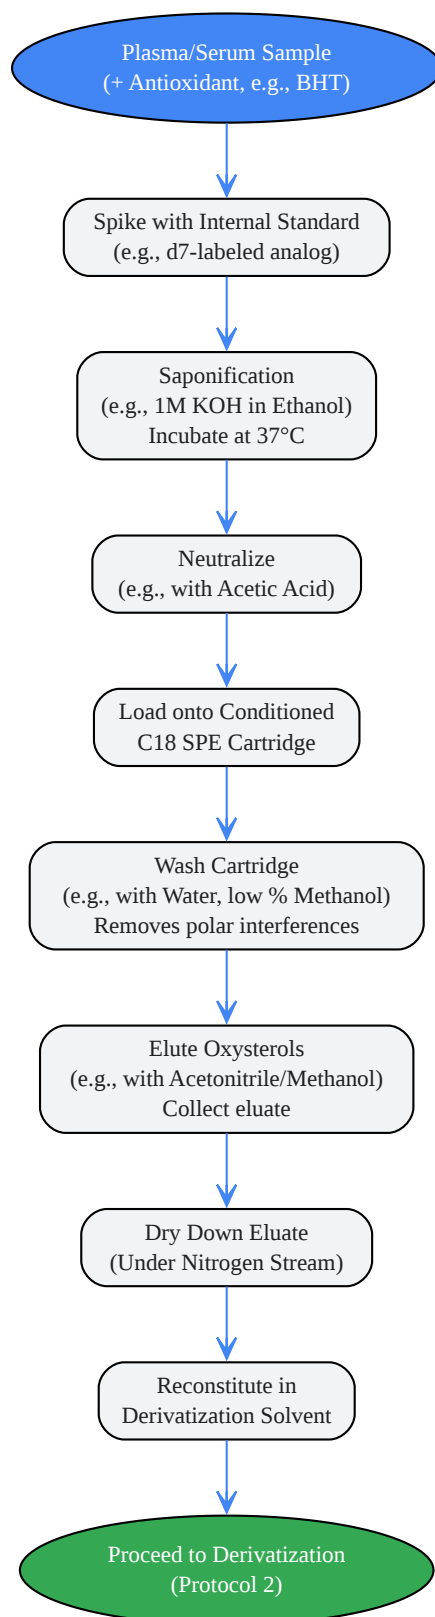 Plasma/Serum Sample
(+ Antioxidant, e.g., BHT)
Spike with Internal Standard
(e.g., d7-labeled analog)
Saponification
(e.g., 1M KOH in Ethanol)
Incubate at 37°C
Neutralize
(e.g., with Acetic Acid)
Load onto Conditioned
C18 SPE Cartridge
Wash Cartridge
(e.g., with Water, low % Methanol)
Removes polar interferences
Elute Oxysterols
(e.g., with Acetonitrile/Methanol)
Collect eluate
Dry Down Eluate
(Under Nitrogen Stream)
Reconstitute in
Derivatization Solvent
Proceed to Derivatization
(Protocol 2)